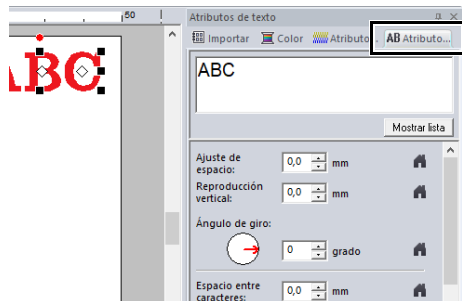 50
Atributos de texto
Importar Color Atributo... AB Atributo...
ABC
ABC
Mostrar lista
Ajuste de
espacio: 0,0 mm
Reproducción
vertical: 0,0 mm
Ángulo de giro:
0 grado
Espacio entre
caracteres: 0,0 mm